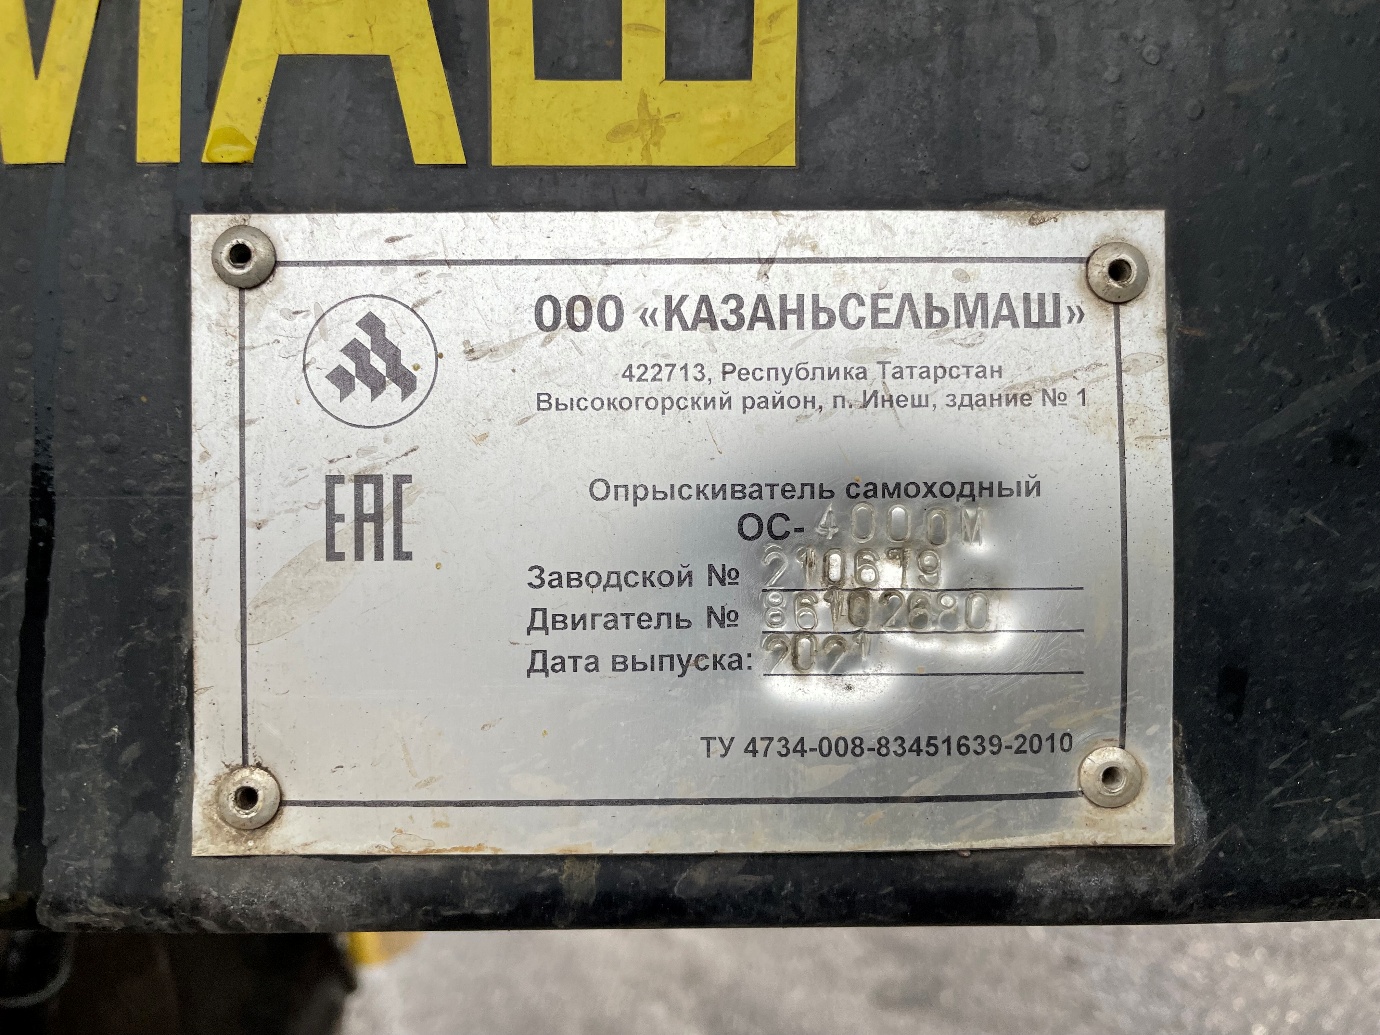 МАШ
ООО «КАЗАНЬСЕЛЬМАШ»
422713, Республика Татарстан
Высокогорский район, п. Инеш, здание № 1
ЕАС
Опрыскиватель самоходный
ОС- 4000М
Заводской № 210619
Двигатель № 86102680
Дата выпуска: 2021
ТУ 4734-008-83451639-2010